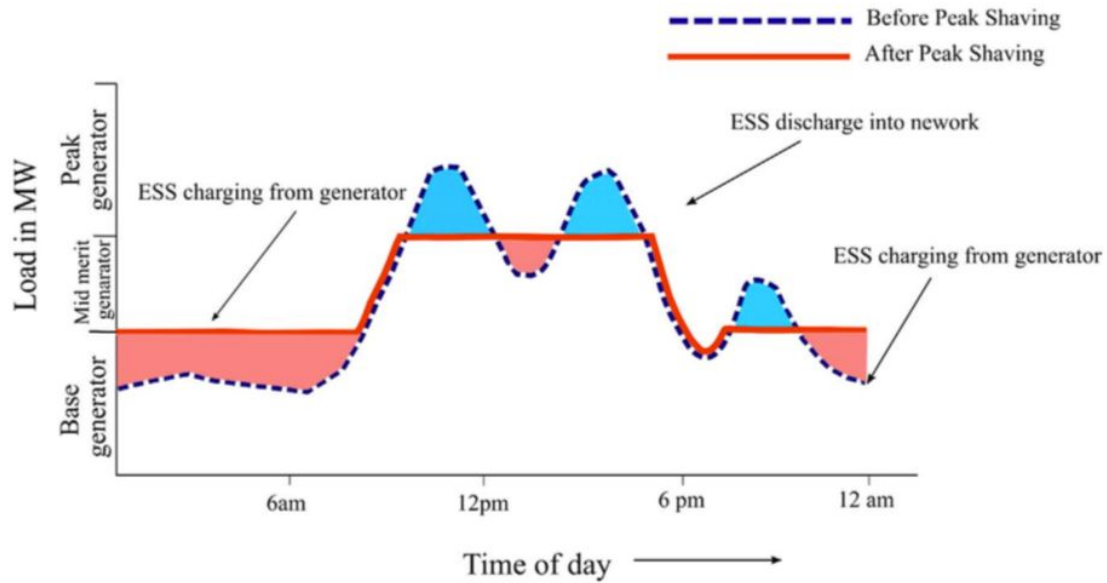 Before Peak Shaving
After Peak Shaving
ESS discharge into nework
ESS charging from generator
ESS charging from generator
Load in MW
Peak
generator
Mid merit
genarator
Base
generator
6am
12pm
6 pm
12 am
Time of day